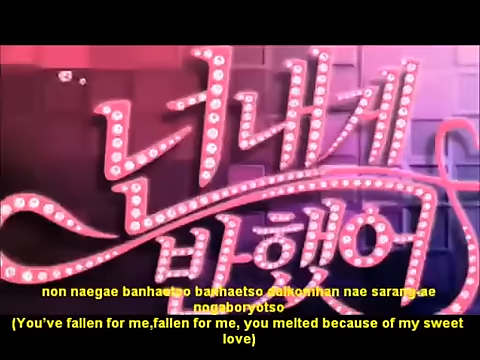 넌 내게
반했어
non naegae banhaetso banhaetso dalkomhan nae sarang-ae
nogaboryotso
(You've fallen for me,fallen for me, you melted because of my sweet
love)